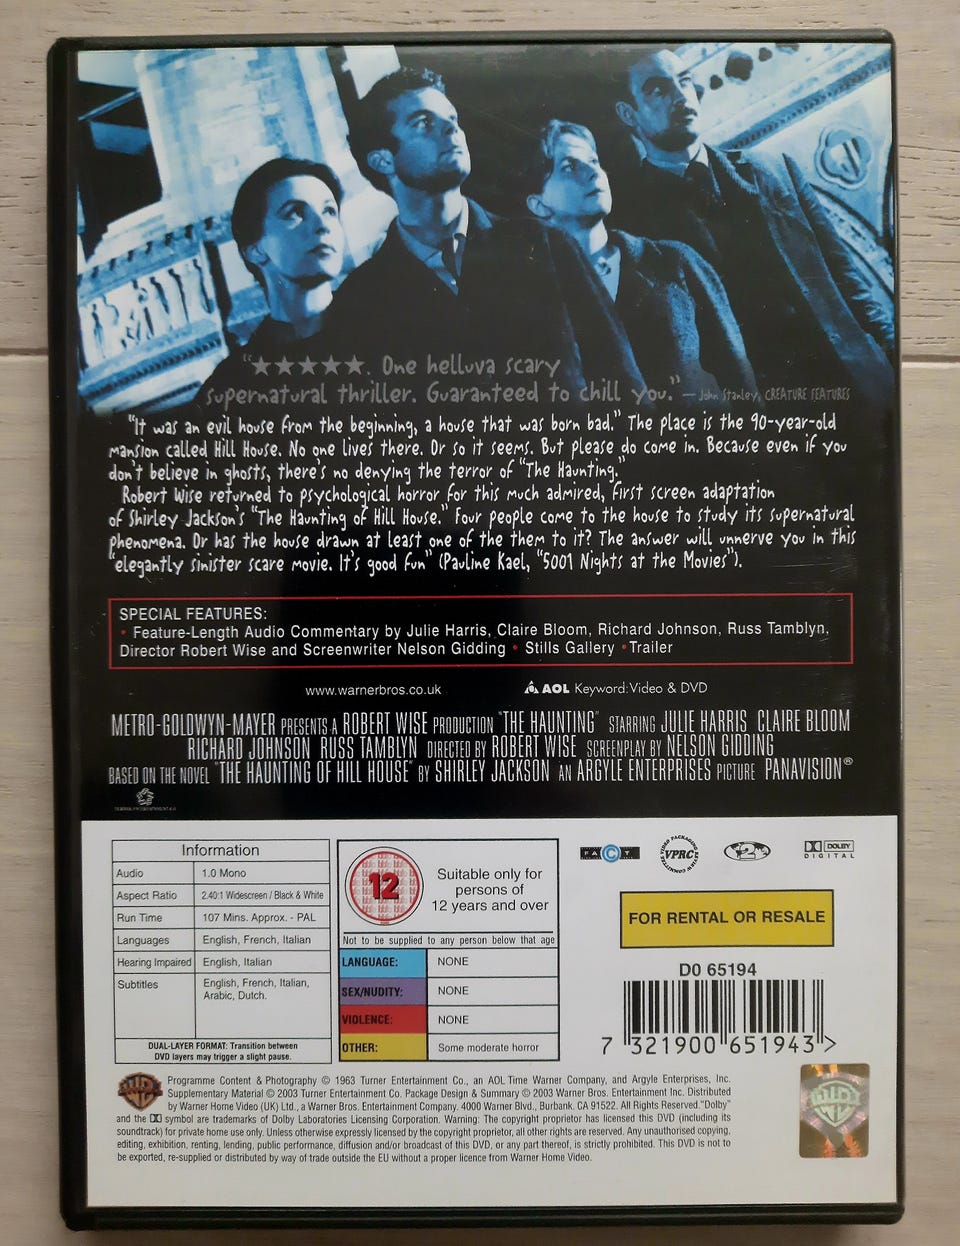 "★★★★★. One helluva scary
supernatural thriller. Guaranteed to chill you." — John Stanley, CREATURE FEATURES
"It was an evil house from the beginning, a house that was born bad." The place is the 90-year-old
mansion called Hill House. No one lives there. Or so it seems. But please do come in. Because even if you
don't believe in ghosts, there's no denying the terror of "The Haunting."
Robert Wise returned to psychological horror for this much admired, first screen adaptation
of Shirley Jackson's "The Haunting of Hill House." Four people come to the house to study its supernatural
phenomena. Or has the house drawn at least one of the them to it? The answer will unnerve you in this
"elegantly sinister scare movie. It's good fun" (Pauline Kael, "5001 Nights at the Movies").
SPECIAL FEATURES:
• Feature-Length Audio Commentary by Julie Harris, Claire Bloom, Richard Johnson, Russ Tamblyn,
Director Robert Wise and Screenwriter Nelson Gidding • Stills Gallery • Trailer
www.warnerbros.co.uk AOL Keyword: Video & DVD
METRO-GOLDWYN-MAYER PRESENTS A ROBERT WISE PRODUCTION "THE HAUNTING" STARRING JULIE HARRIS CLAIRE BLOOM
RICHARD JOHNSON RUSS TAMBLYN DIRECTED BY ROBERT WISE SCREENPLAY BY NELSON GIDDING
BASED ON THE NOVEL "THE HAUNTING OF HILL HOUSE" BY SHIRLEY JACKSON AN ARGYLE ENTERPRISES PICTURE PANAVISION®
Information
Audio 1.0 Mono
Aspect Ratio 2.40:1 Widescreen / Black & White
Run Time 107 Mins. Approx. - PAL
Languages English, French, Italian
Hearing Impaired English, Italian
Subtitles English, French, Italian,
Arabic, Dutch.
DUAL-LAYER FORMAT: Transition between
DVD layers may trigger a slight pause.
12
Suitable only for
persons of
12 years and over
Not to be supplied to any person below that age
LANGUAGE: NONE
SEX/NUDITY: NONE
VIOLENCE: NONE
OTHER: Some moderate horror
FACT
VIDEO PACKAGING REVIEW COMMITTEE VPRC
2
DOLBY
DIGITAL
FOR RENTAL OR RESALE
D0 65194
7 321900 651943 >
WB
Programme Content & Photography © 1963 Turner Entertainment Co., an AOL Time Warner Company, and Argyle Enterprises, Inc.
Supplementary Material © 2003 Turner Entertainment Co. Package Design & Summary © 2003 Warner Bros. Entertainment Inc. Distributed
by Warner Home Video (UK) Ltd., a Warner Bros. Entertainment Company. 4000 Warner Blvd., Burbank. CA 91522. All Rights Reserved. "Dolby"
and the symbol are trademarks of Dolby Laboratories Licensing Corporation. Warning: The copyright proprietor has licensed this DVD (including its
soundtrack) for private home use only. Unless otherwise expressly licensed by the copyright proprietor, all other rights are reserved. Any unauthorised copying,
editing, exhibition, renting, lending, public performance, diffusion and/or broadcast of this DVD, or any part thereof, is strictly prohibited. This DVD is not to
be exported, re-supplied or distributed by way of trade outside the EU without a proper licence from Warner Home Video.